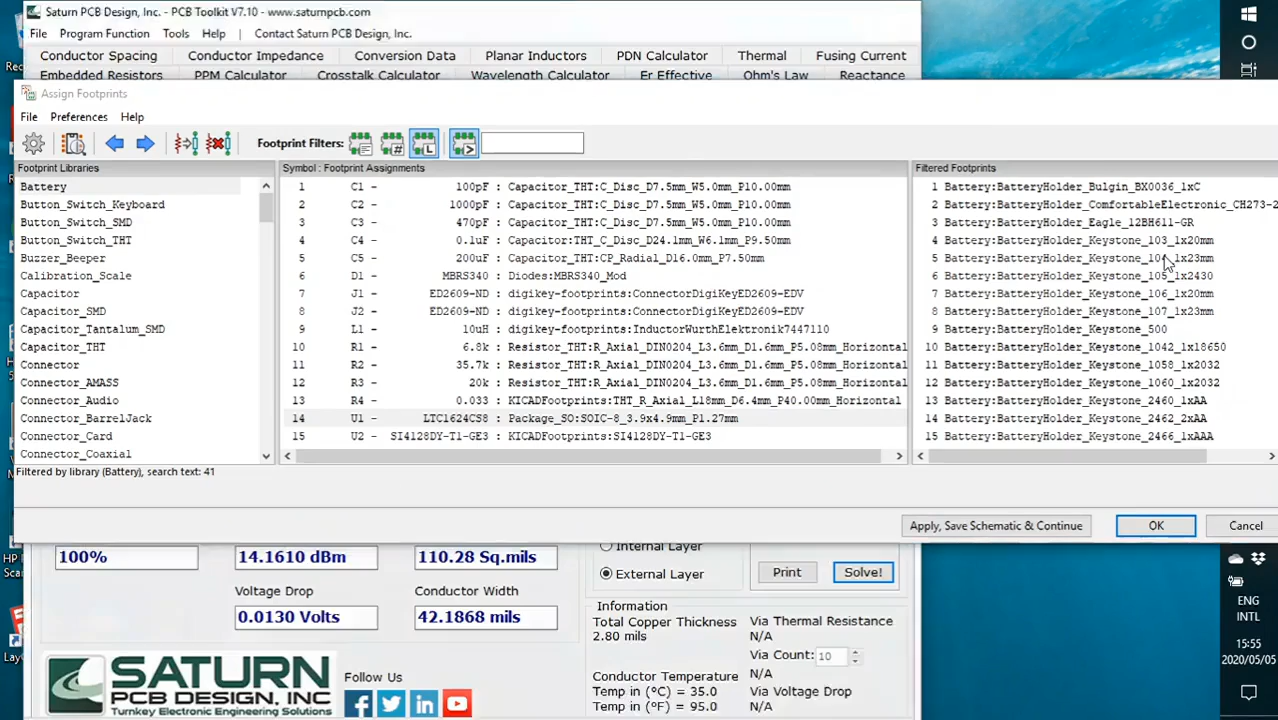 Saturn PCB Design, Inc. - PCB Toolkit V7.10 - www.saturnpcb.com
File Program Function Tools Help Contact Saturn PCB Design, Inc.
Conductor Spacing Conductor Impedance Conversion Data Planar Inductors PDN Calculator Thermal Fusing Current
Embedded Resistors PPM Calculator Crosstalk Calculator Wavelength Calculator Er Effective Ohm's Law Reactance
Rec
Assign Footprints
File Preferences Help
Footprint Filters:
Footprint Libraries Symbol : Footprint Assignments Filtered Footprints
Battery
Button_Switch_Keyboard
Button_Switch_SMD
Button_Switch_THT
Buzzer_Beeper
Calibration_Scale
Capacitor
Capacitor_SMD
Capacitor_Tantalum_SMD
Capacitor_THT
Connector
Connector_AMASS
Connector_Audio
Connector_BarrelJack
Connector_Card
Connector_Coaxial
1 C1 - 100pF : Capacitor_THT:C_Disc_D7.5mm_W5.0mm_P10.00mm
2 C2 - 1000pF : Capacitor_THT:C_Disc_D7.5mm_W5.0mm_P10.00mm
3 C3 - 470pF : Capacitor_THT:C_Disc_D7.5mm_W5.0mm_P10.00mm
4 C4 - 0.1uF : Capacitor:THT_C_Disc_D24.1mm_W6.1mm_P9.50mm
5 C5 - 200uF : Capacitor_THT:CP_Radial_D16.0mm_P7.50mm
6 D1 - MBRS340 : Diodes:MBRS340_Mod
7 J1 - ED2609-ND : digikey-footprints:ConnectorDigiKeyED2609-EDV
8 J2 - ED2609-ND : digikey-footprints:ConnectorDigiKeyED2609-EDV
9 L1 - 10uH : digikey-footprints:InductorWurthElektronik7447110
10 R1 - 6.8k : Resistor_THT:R_Axial_DIN0204_L3.6mm_D1.6mm_P5.08mm_Horizontal
11 R2 - 35.7k : Resistor_THT:R_Axial_DIN0204_L3.6mm_D1.6mm_P5.08mm_Horizontal
12 R3 - 20k : Resistor_THT:R_Axial_DIN0204_L3.6mm_D1.6mm_P5.08mm_Horizontal
13 R4 - 0.033 : KICADFootprints:THT_R_Axial_L18mm_D6.4mm_P40.00mm_Horizontal
14 U1 - LTC1624CS8 : Package_SO:SOIC-8_3.9x4.9mm_P1.27mm
15 U2 - SI4128DY-T1-GE3 : KICADFootprints:SI4128DY-T1-GE3
1 Battery:BatteryHolder_Bulgin_BX0036_1xC
2 Battery:BatteryHolder_ComfortableElectronic_CH273-2
3 Battery:BatteryHolder_Eagle_12BH611-GR
4 Battery:BatteryHolder_Keystone_103_1x20mm
5 Battery:BatteryHolder_Keystone_104_1x23mm
6 Battery:BatteryHolder_Keystone_105_1x2430
7 Battery:BatteryHolder_Keystone_106_1x20mm
8 Battery:BatteryHolder_Keystone_107_1x23mm
9 Battery:BatteryHolder_Keystone_500
10 Battery:BatteryHolder_Keystone_1042_1x18650
11 Battery:BatteryHolder_Keystone_1058_1x2032
12 Battery:BatteryHolder_Keystone_1060_1x2032
13 Battery:BatteryHolder_Keystone_2460_1xAA
14 Battery:BatteryHolder_Keystone_2462_2xAA
15 Battery:BatteryHolder_Keystone_2466_1xAAA
Filtered by library (Battery), search text: 41
Apply, Save Schematic & Continue OK Cancel
HP
Scar
Lay
100% 14.1610 dBm 110.28 Sq.mils
Voltage Drop Conductor Width
0.0130 Volts 42.1868 mils
Internal Layer
External Layer
Print Solve!
Information
Total Copper Thickness
2.80 mils
Conductor Temperature
Temp in (ºC) = 35.0
Temp in (ºF) = 95.0
Via Thermal Resistance
N/A
Via Count: 10
N/A
Via Voltage Drop
N/A
SATURN
PCB DESIGN, INC
Turnkey Electronic Engineering Solutions
Follow Us
ENG
INTL
15:55
2020/05/05